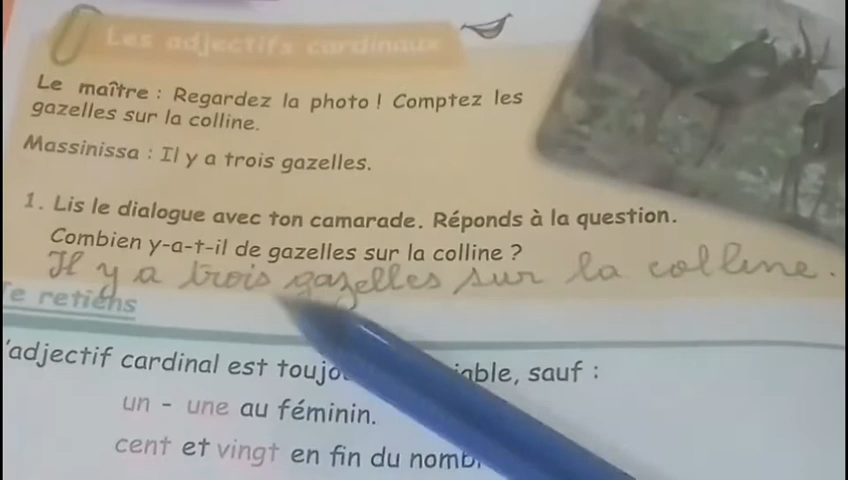 Les adjectifs cardinaux
Le maître : Regardez la photo ! Comptez les
gazelles sur la colline.
Massinissa : Il y a trois gazelles.
1. Lis le dialogue avec ton camarade. Réponds à la question.
Combien y-a-t-il de gazelles sur la colline ?
Il y a trois gazelles sur la colline.
Je retiens
'adjectif cardinal est sauf :
un - une au féminin.
cent et vingt en fin du